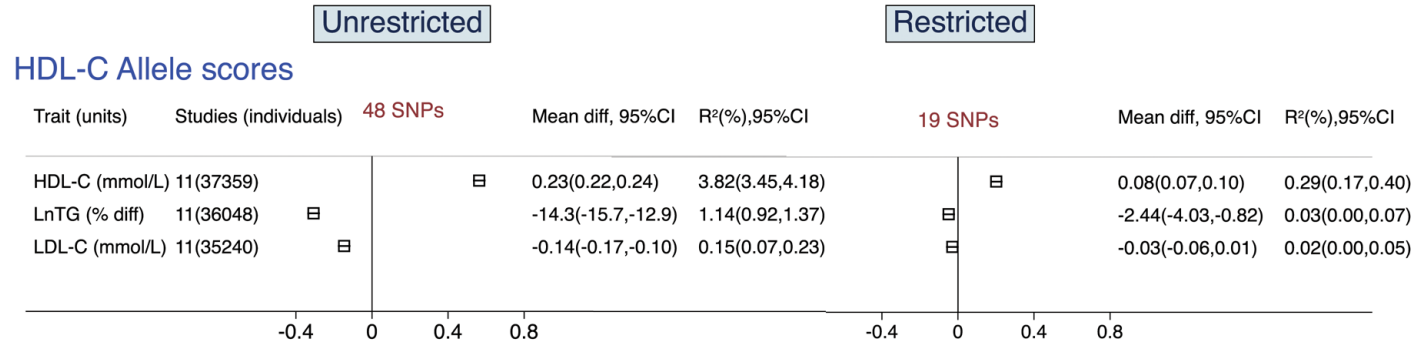 Unrestricted Restricted
HDL-C Allele scores
Trait (units) Studies (individuals) 48 SNPs Mean diff, 95%CI R²(%),95%CI 19 SNPs Mean diff, 95%CI R²(%),95%CI
HDL-C (mmol/L) 11(37359) 0.23(0.22,0.24) 3.82(3.45,4.18) 0.08(0.07,0.10) 0.29(0.17,0.40)
LnTG (% diff) 11(36048) -14.3(-15.7,-12.9) 1.14(0.92,1.37) -2.44(-4.03,-0.82) 0.03(0.00,0.07)
LDL-C (mmol/L) 11(35240) -0.14(-0.17,-0.10) 0.15(0.07,0.23) -0.03(-0.06,0.01) 0.02(0.00,0.05)
-0.4 0 0.4 0.8 -0.4 0 0.4 0.8